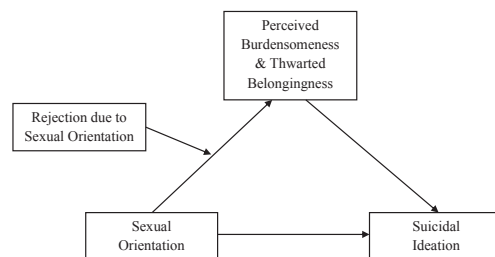 Perceived
Burdensomeness
& Thwarted
Belongingness
Rejection due to
Sexual Orientation
Sexual
Orientation
Suicidal
Ideation